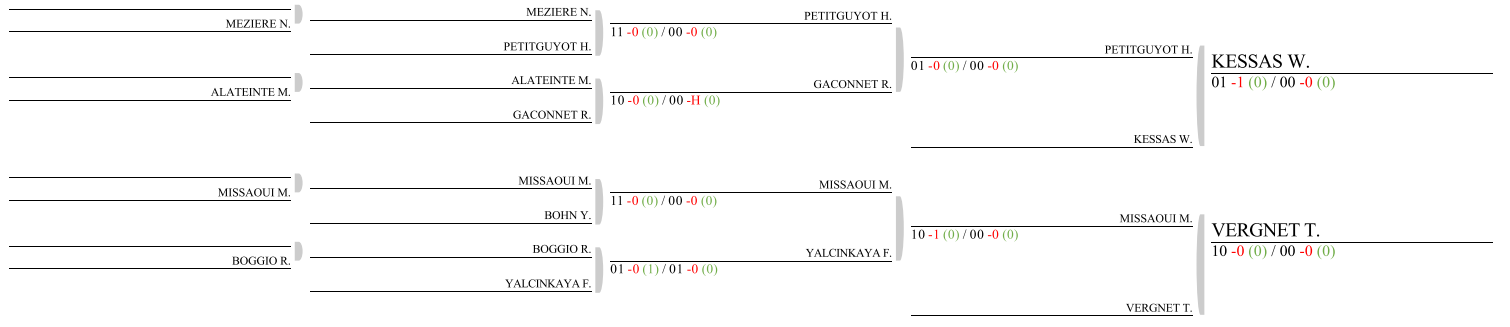 MEZIERE N.
ALATEINTE M.
MISSAOUI M.
BOGGIO R.
MEZIERE N.
PETITGUYOT H.
ALATEINTE M.
GACONNET R.
MISSAOUI M.
BOHN Y.
BOGGIO R.
YALCINKAYA F.
PETITGUYOT H.
11 -0 (0) / 00 -0 (0)
GACONNET R.
10 -0 (0) / 00 -H (0)
MISSAOUI M.
11 -0 (0) / 00 -0 (0)
YALCINKAYA F.
01 -0 (1) / 01 -0 (0)
PETITGUYOT H.
01 -0 (0) / 00 -0 (0)
KESSAS W.
MISSAOUI M.
10 -1 (0) / 00 -0 (0)
VERGNET T.
KESSAS W.
01 -1 (0) / 00 -0 (0)
VERGNET T.
10 -0 (0) / 00 -0 (0)